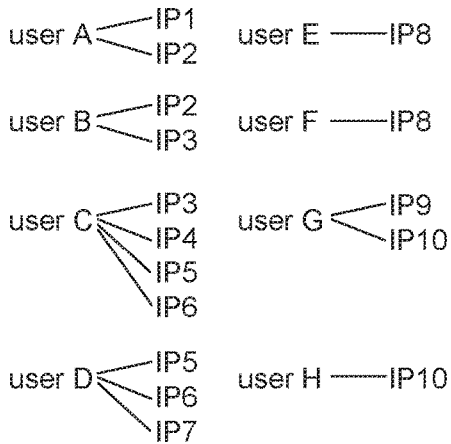 user A
IP1
IP2
user B
IP2
IP3
user C
IP3
IP4
IP5
IP6
user D
IP5
IP6
IP7
user E
IP8
user F
IP8
user G
IP9
IP10
user H
IP10